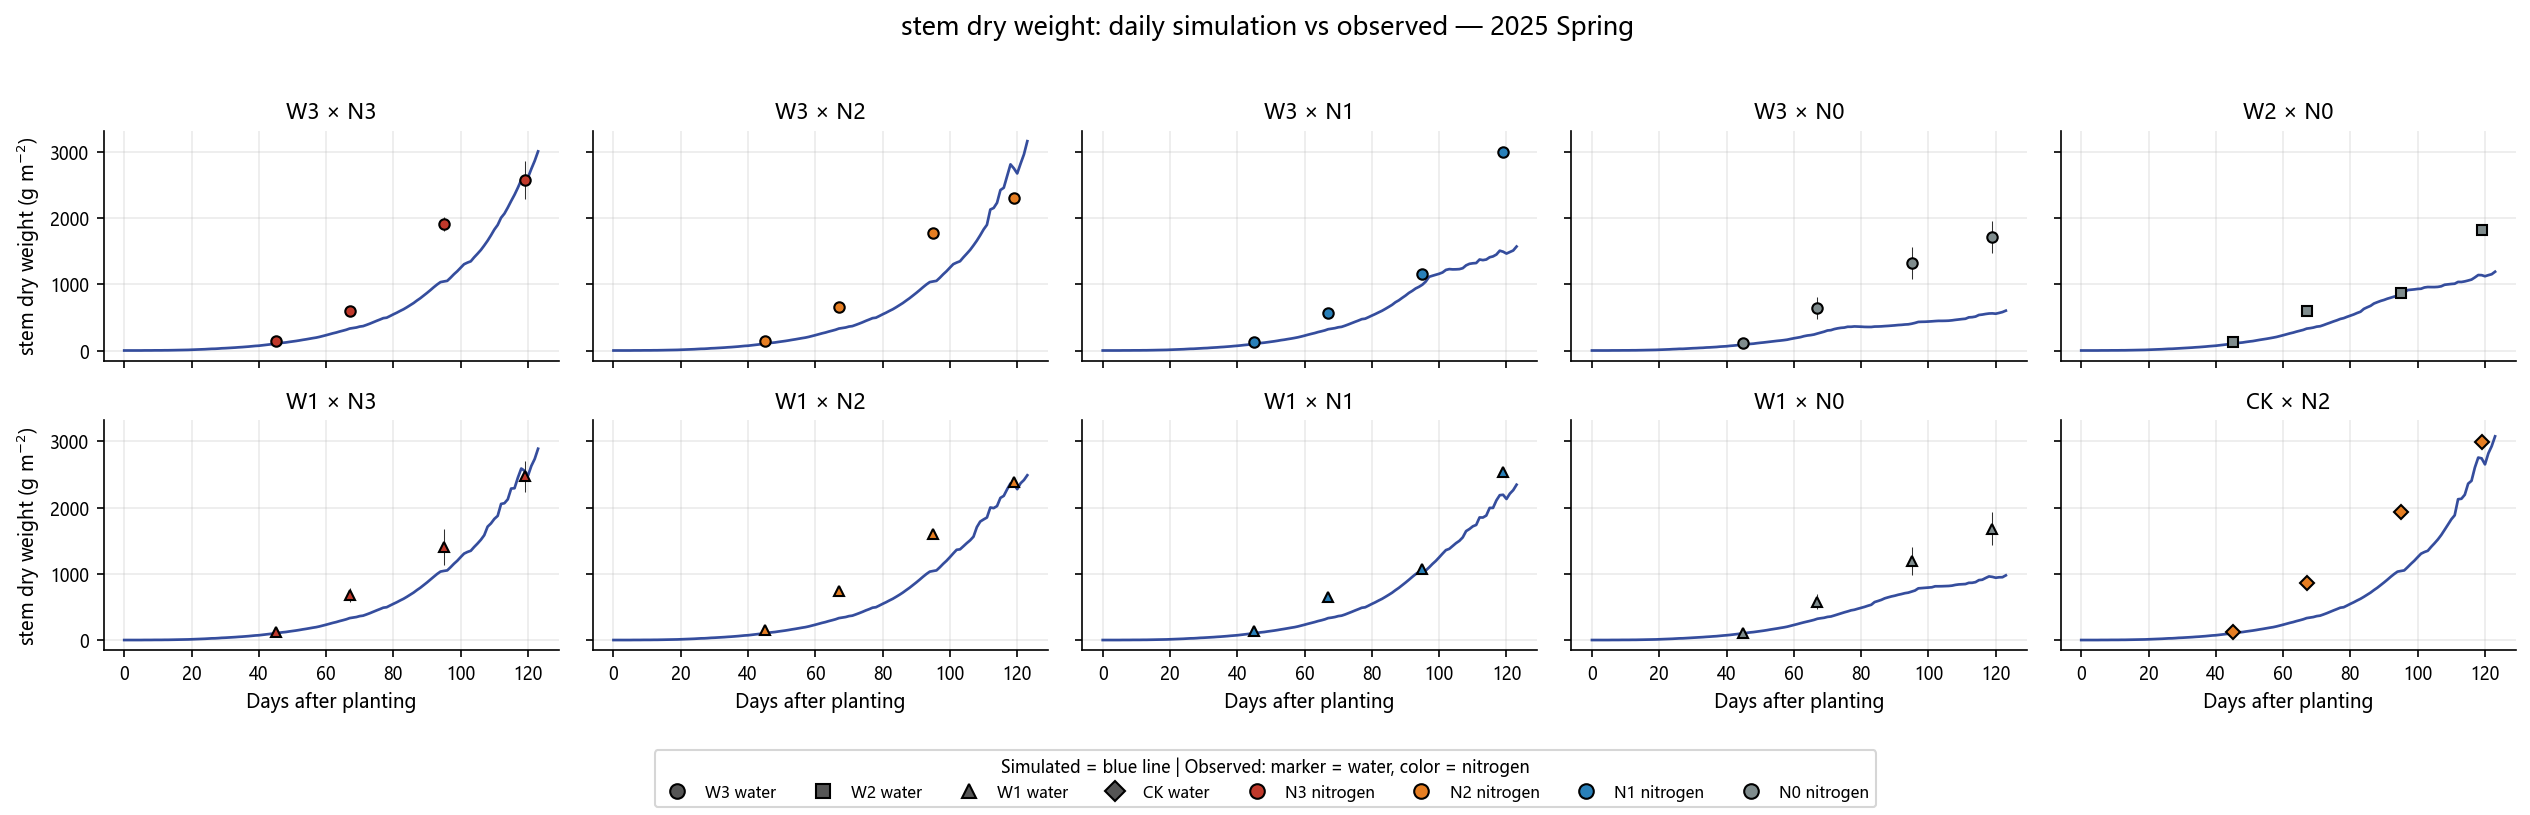 stem dry weight: daily simulation vs observed — 2025 Spring
W3 × N3
W3 × N2
W3 × N1
W3 × N0
W2 × N0
stem dry weight (g m⁻²)
3000
2000
1000
0
W1 × N3
W1 × N2
W1 × N1
W1 × N0
CK × N2
stem dry weight (g m⁻²)
3000
2000
1000
0
0 20 40 60 80 100 120
0 20 40 60 80 100 120
0 20 40 60 80 100 120
0 20 40 60 80 100 120
0 20 40 60 80 100 120
Days after planting
Days after planting
Days after planting
Days after planting
Days after planting
Simulated = blue line | Observed: marker = water, color = nitrogen
W3 water W2 water W1 water CK water N3 nitrogen N2 nitrogen N1 nitrogen N0 nitrogen